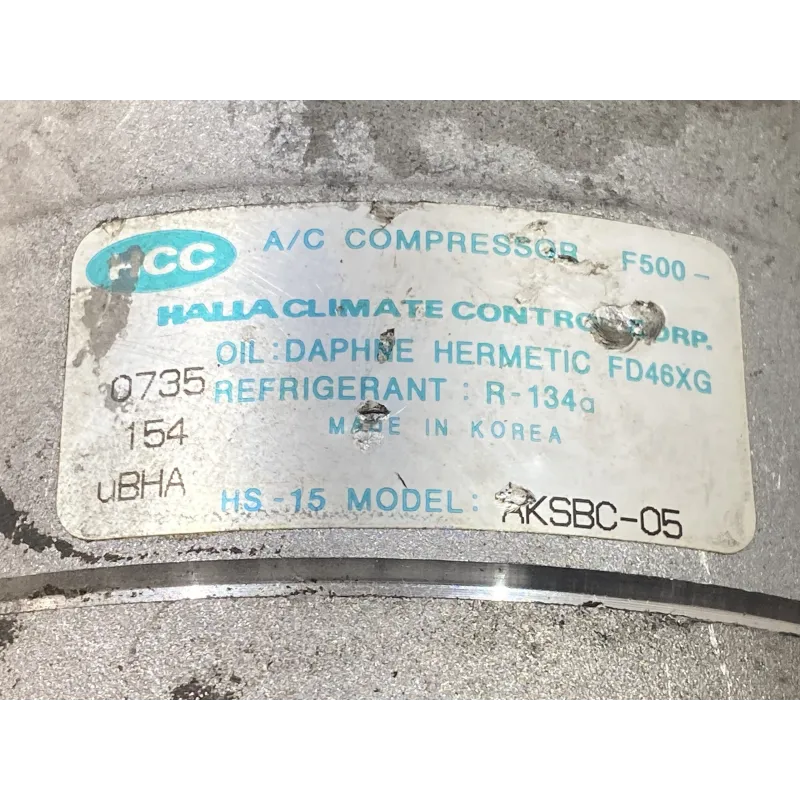 HCC
A/C COMPRESSOR F500-
HALLA CLIMATE CONTROL CORP.
OIL:DAPHNE HERMETIC FD46XG
0735
REFRIGERANT : R-134a
154
MADE IN KOREA
uBHA
HS-15 MODEL: AKSBC-05